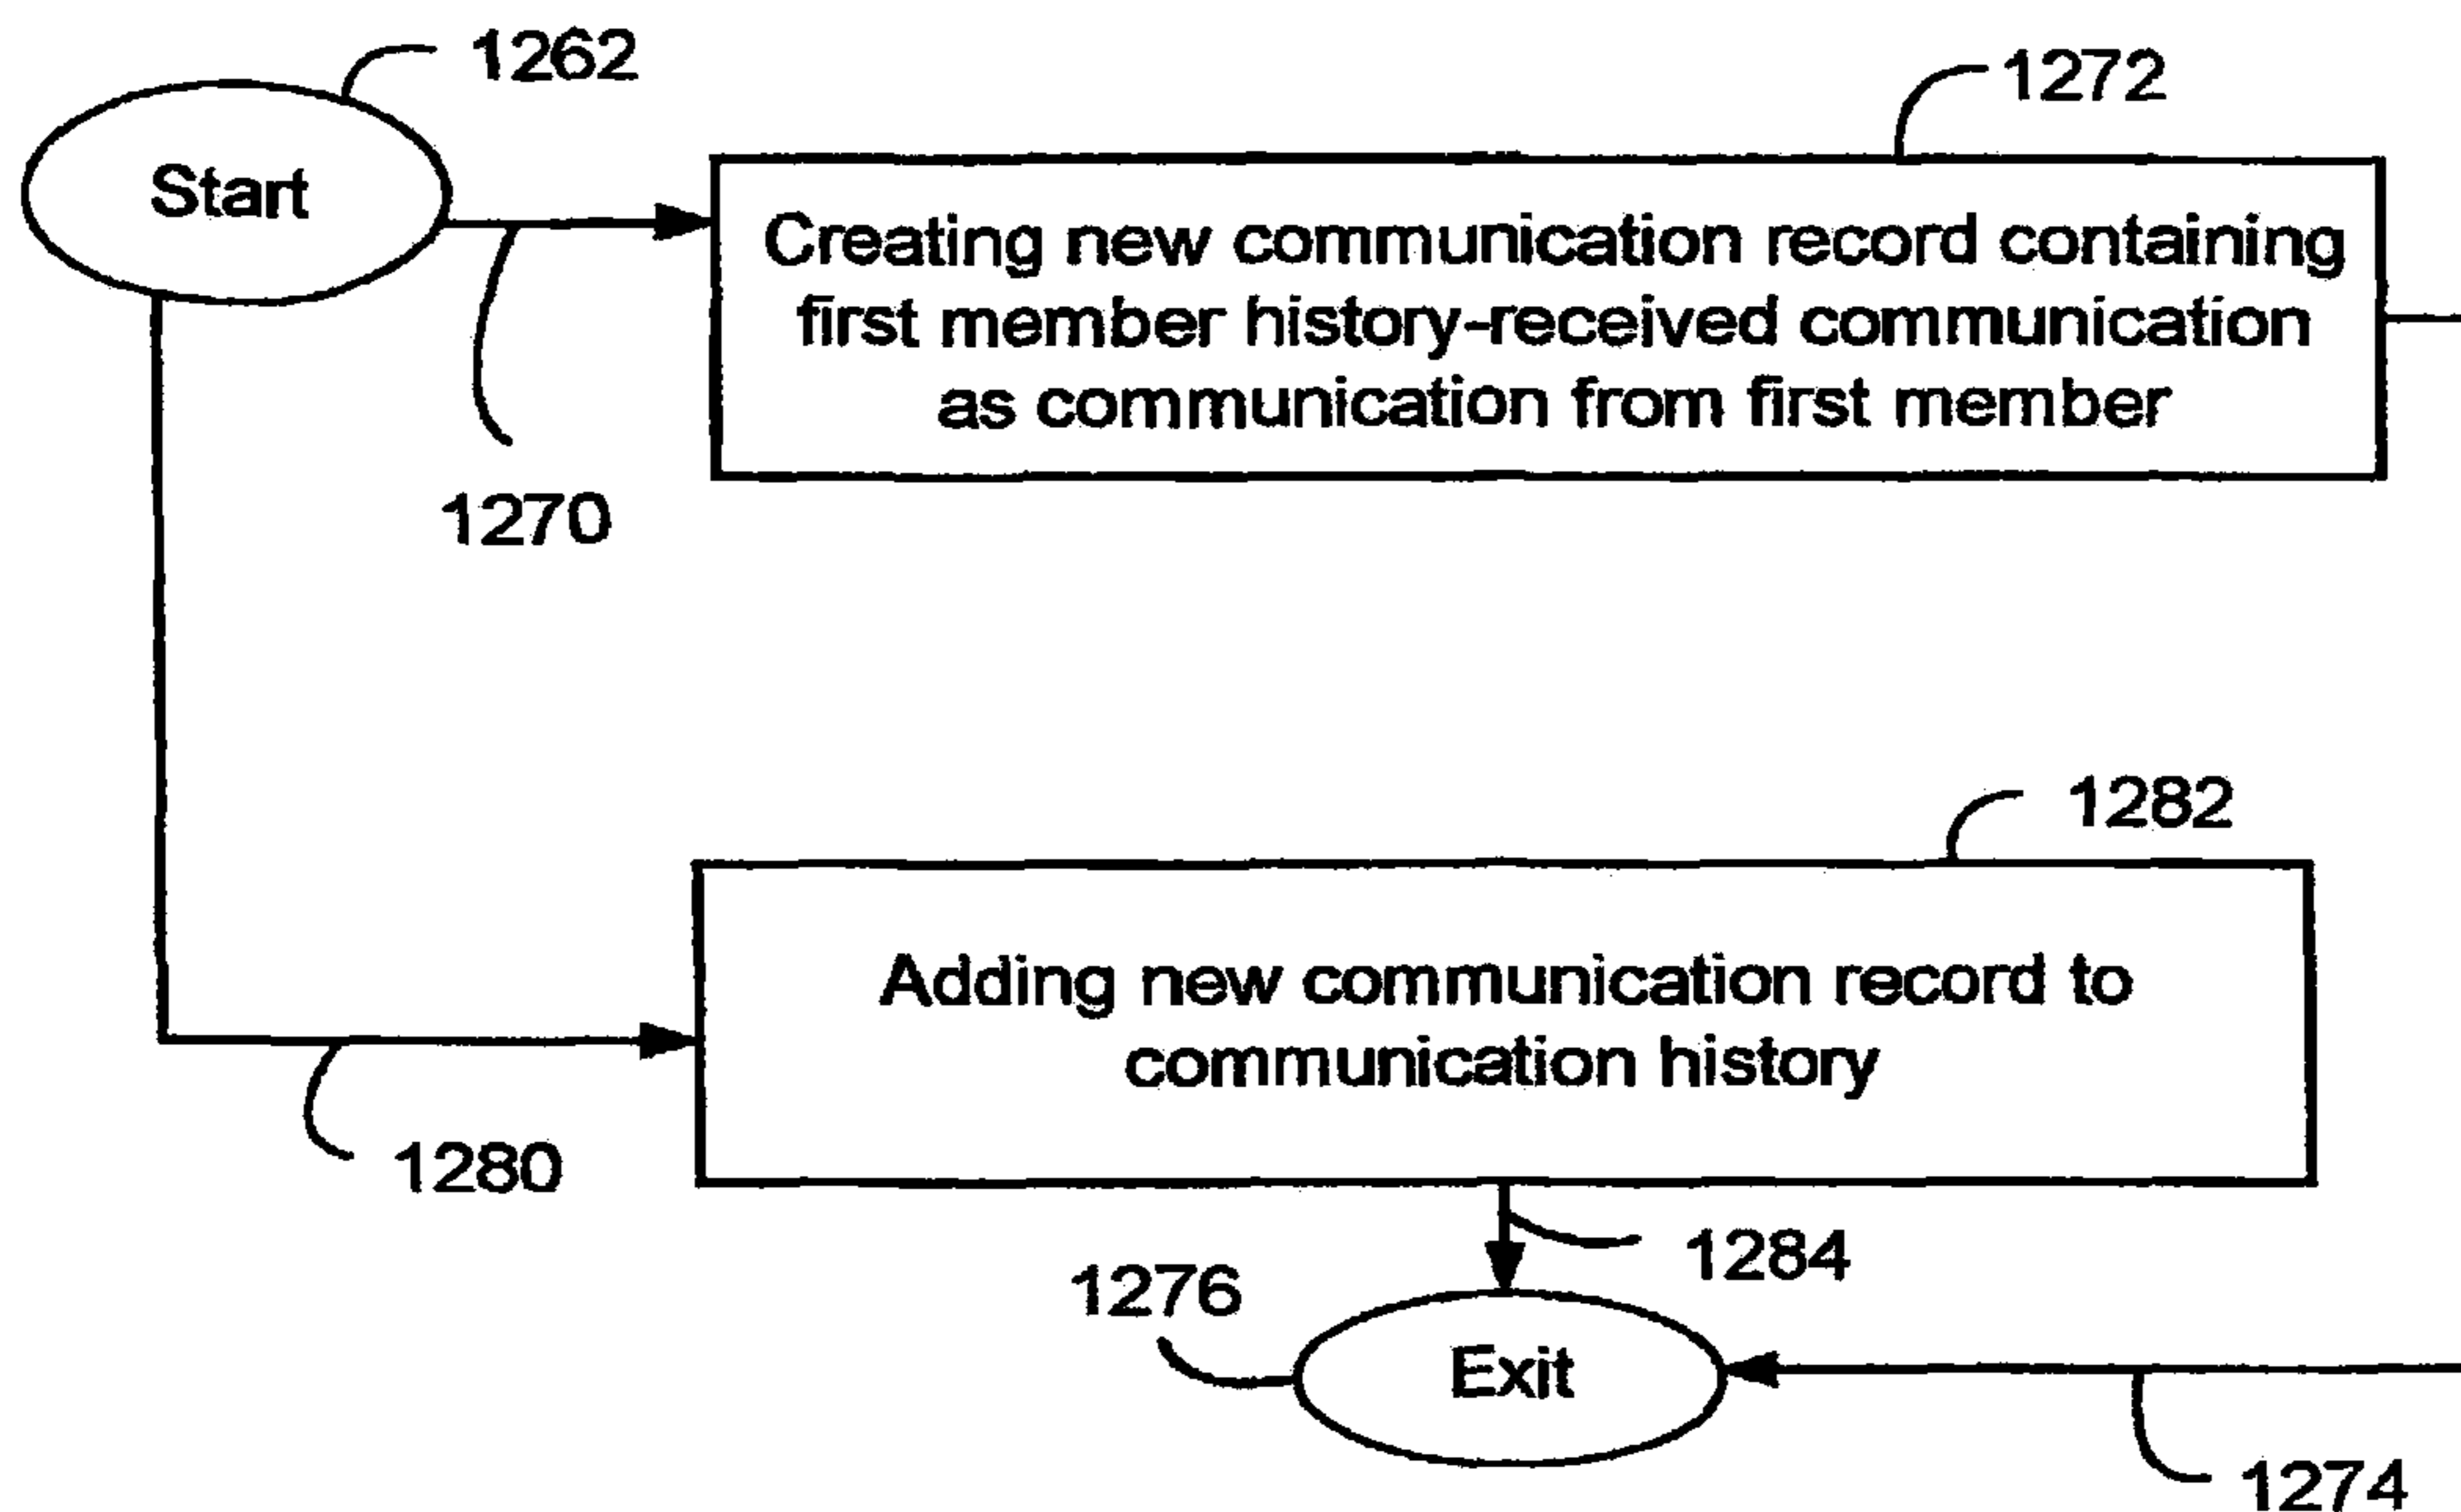 1262
1272
Start
Creating new communication record containing
first member history-received communication
as communication from first member
1270
1282
Adding new communication record to
communication history
1280
1284
1276
Exit
1274